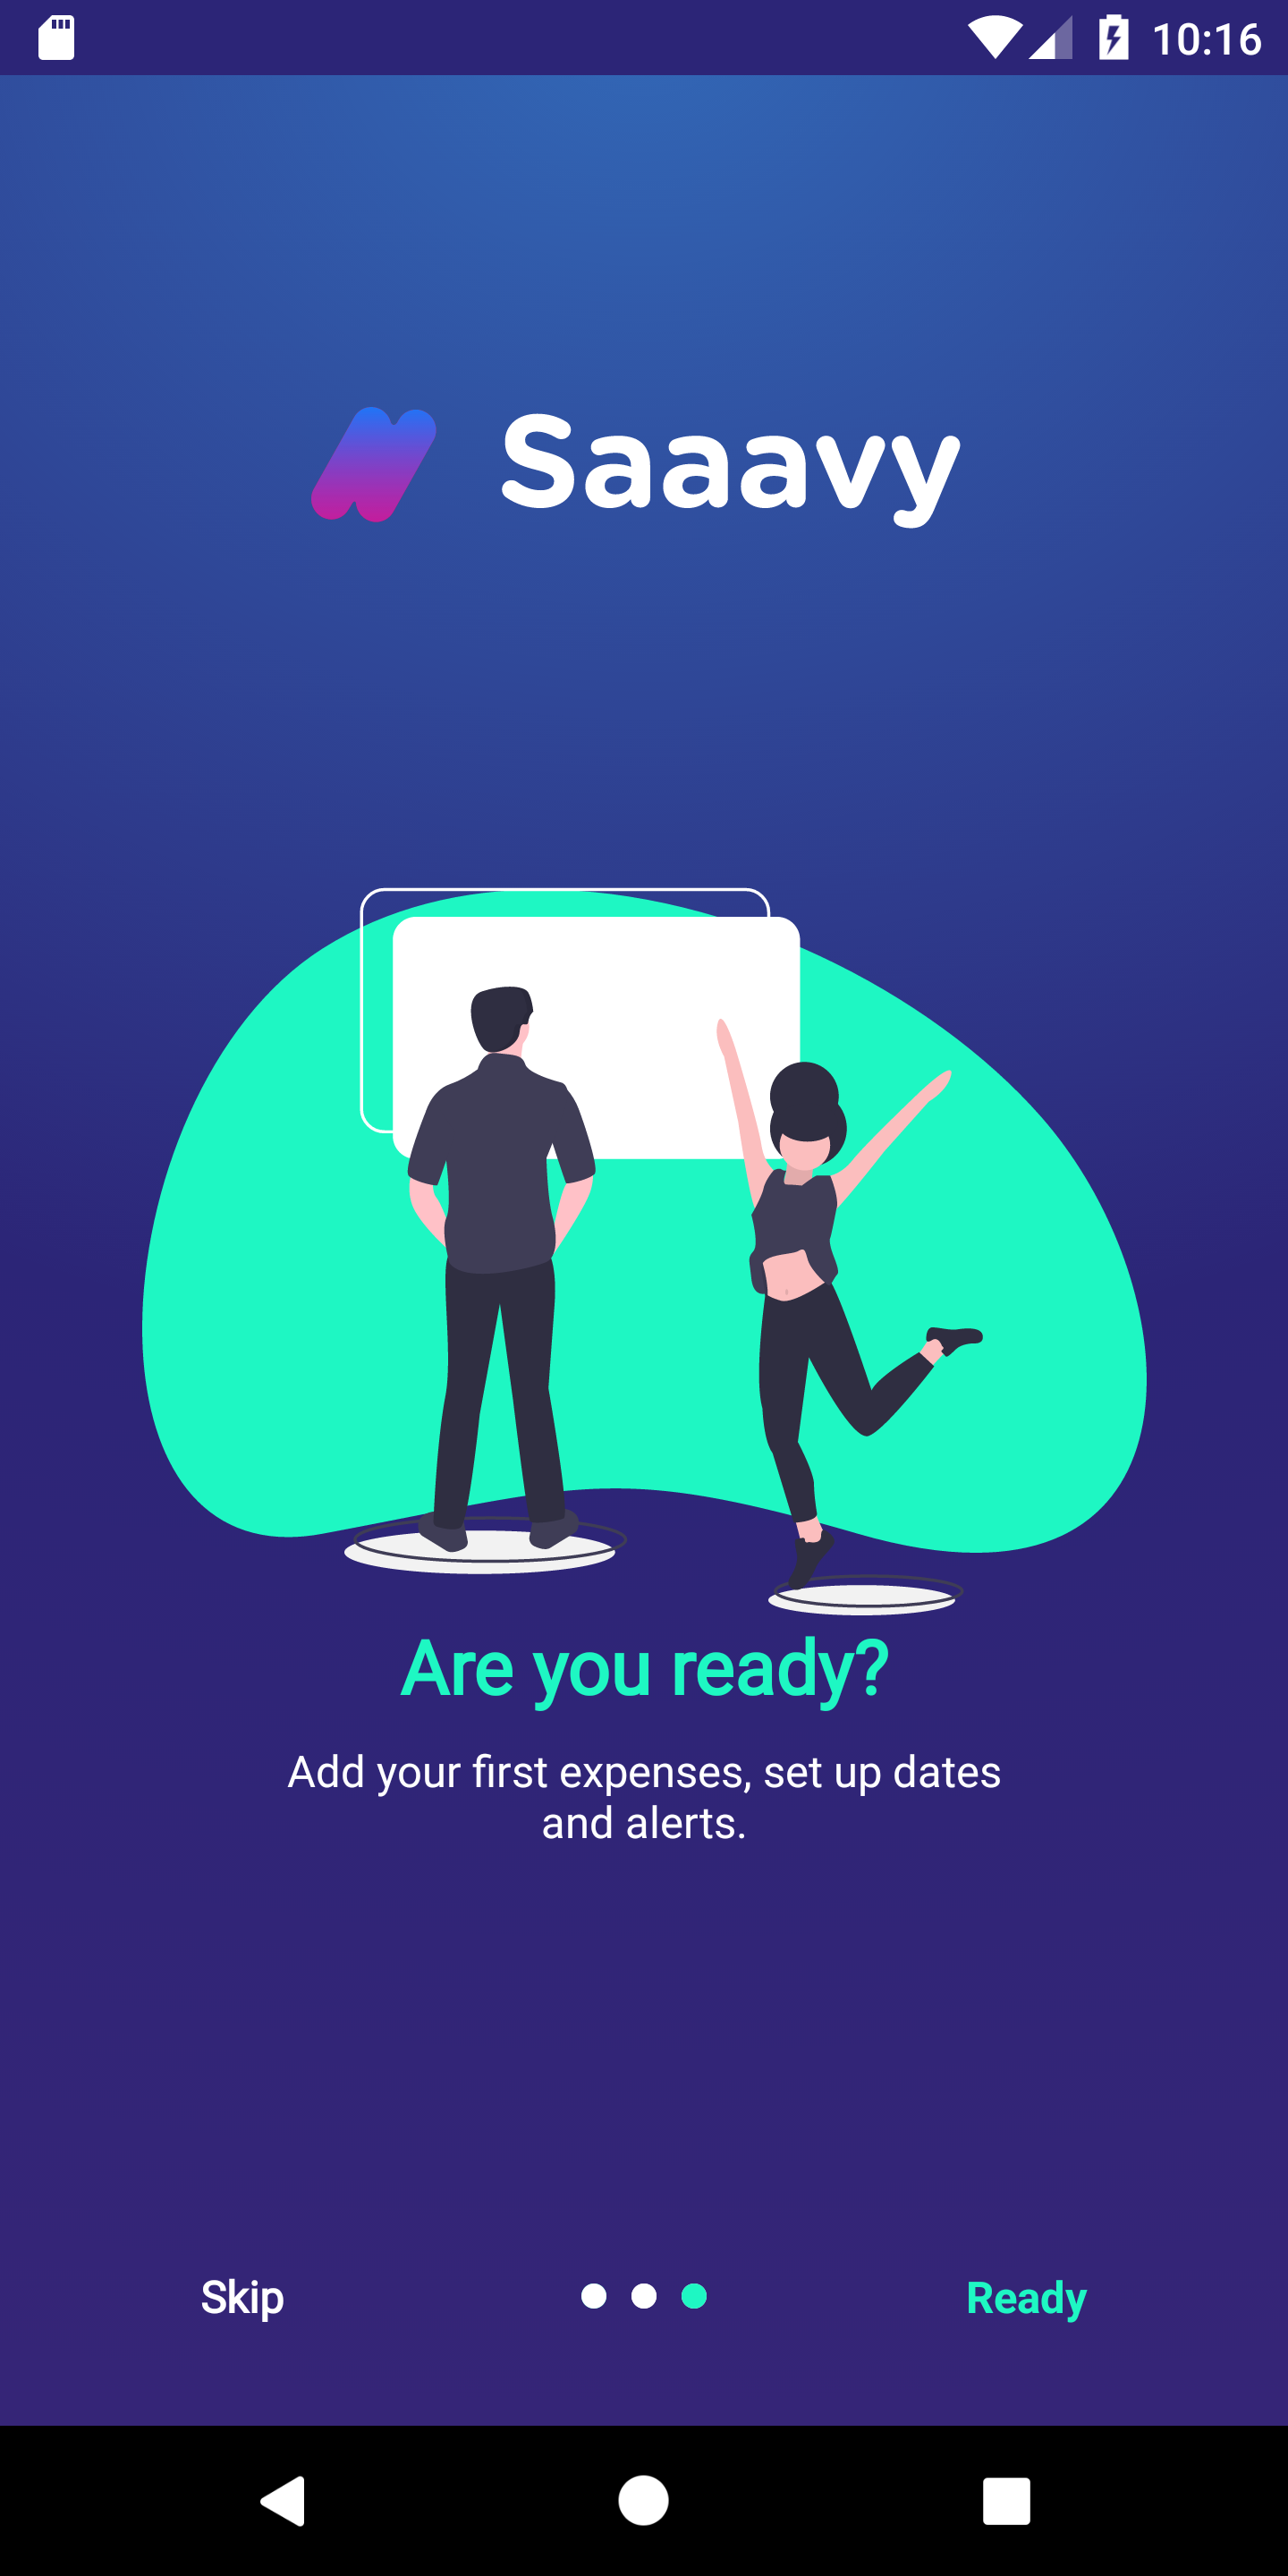 10:16
Saaavy
Are you ready?
Add your first expenses, set up dates
and alerts.
Skip
Ready